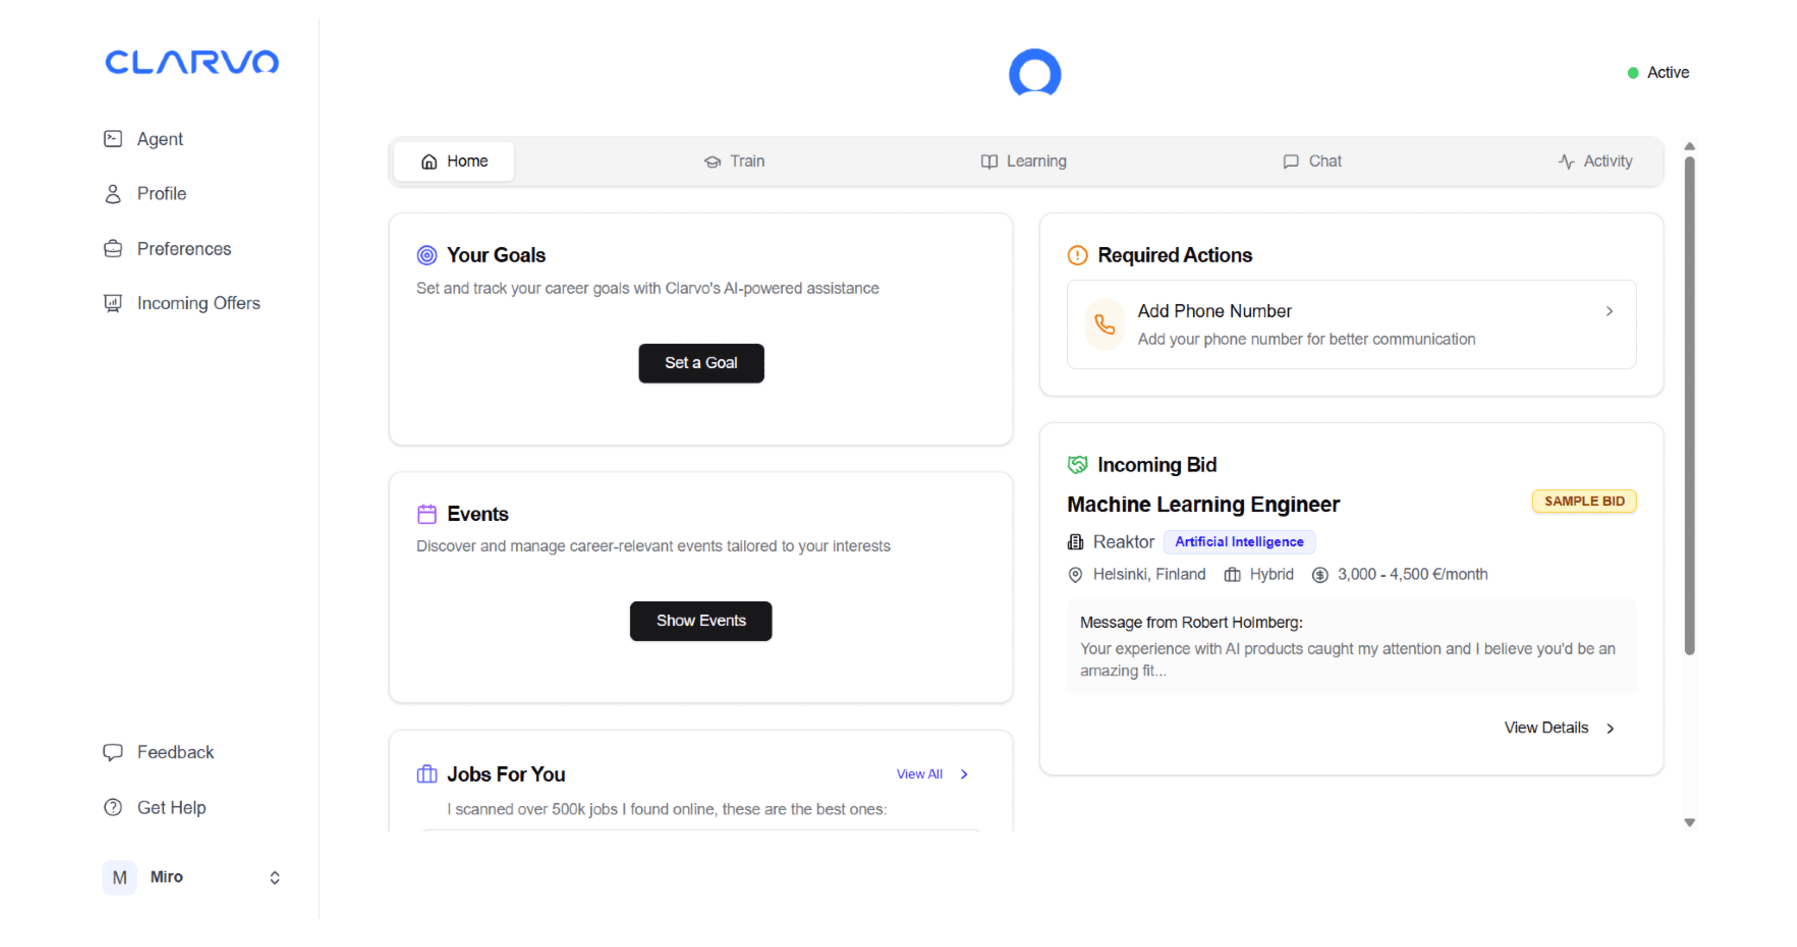 CLARVO
Agent
Profile
Preferences
Incoming Offers
Feedback
Get Help
M
Miro
Active
Home
Train
Learning
Chat
Activity
Your Goals
Set and track your career goals with Clarvo's AI-powered assistance
Set a Goal
Events
Discover and manage career-relevant events tailored to your interests
Show Events
Jobs For You
View All
I scanned over 500k jobs I found online, these are the best ones:
Required Actions
Add Phone Number
Add your phone number for better communication
Incoming Bid
Machine Learning Engineer
SAMPLE BID
Reaktor
Artificial Intelligence
Helsinki, Finland
Hybrid
3,000 - 4,500 €/month
Message from Robert Holmberg:
Your experience with AI products caught my attention and I believe you'd be an
amazing fit...
View Details